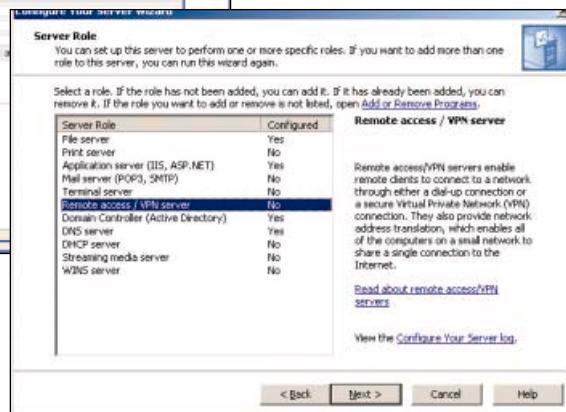 Configure Your Server Wizard
Server Role
You can set up this server to perform one or more specific roles. If you want to add more than one
role to this server, you can run this wizard again.
Select a role. If the role has not been added, you can add it. If it has already been added, you can
remove it. If the role you want to add or remove is not listed, open Add or Remove Programs.
Server Role Configured
File server Yes
Print server No
Application server (IIS, ASP.NET) Yes
Mail server (POP3, SMTP) No
Terminal server No
Remote access / VPN server No
Domain Controller (Active Directory) Yes
DNS server Yes
DHCP server No
Streaming media server No
WINS server No
Remote access / VPN server
Remote access/VPN servers enable
remote clients to connect to a network
through either a dial-up connection or
a secure Virtual Private Network (VPN)
connection. They also provide network
address translation, which enables all
of the computers on a small network to
share a single connection to the
Internet.
Read about remote access/VPN
servers
View the Configure Your Server log.
< Back Next > Cancel Help